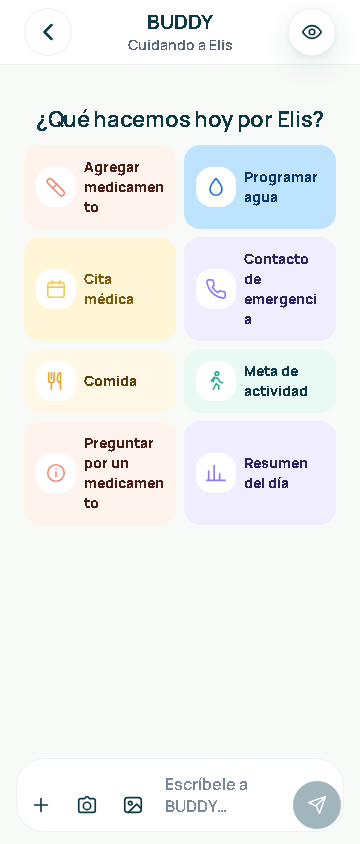 BUDDY
Cuidando a Elis
¿Qué hacemos hoy por Elis?
Agregar
medicamen
to
Programar
agua
Cita
médica
Contacto
de
emergenci
a
Comida
Meta de
actividad
Preguntar
por un
medicamen
to
Resumen
del día
Escríbele a
BUDDY...